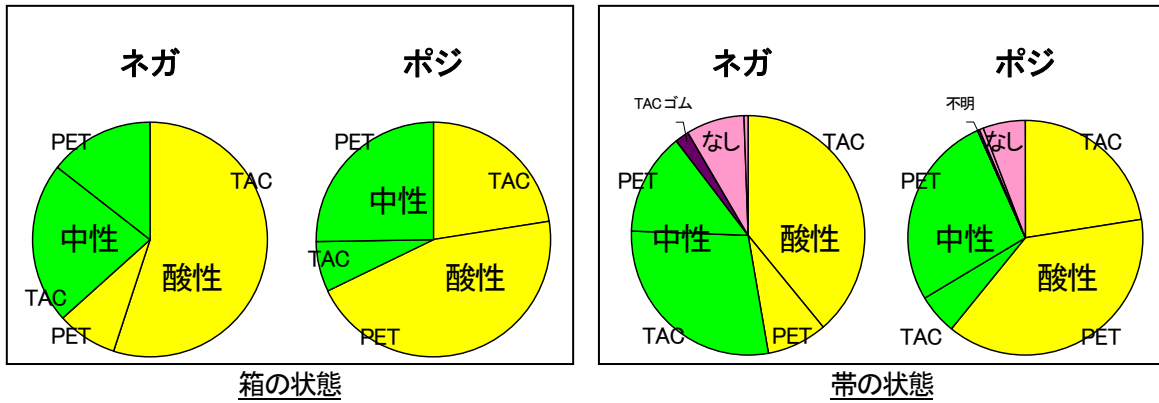 ネガ
ポジ
PET
TAC
中性
酸性
TAC
PET
PET
TAC
中性
酸性
TAC
PET
箱の状態
ネガ
ポジ
TACゴム
なし
TAC
PET
中性
酸性
TAC
PET
不明
なし
TAC
PET
中性
酸性
TAC
PET
帯の状態